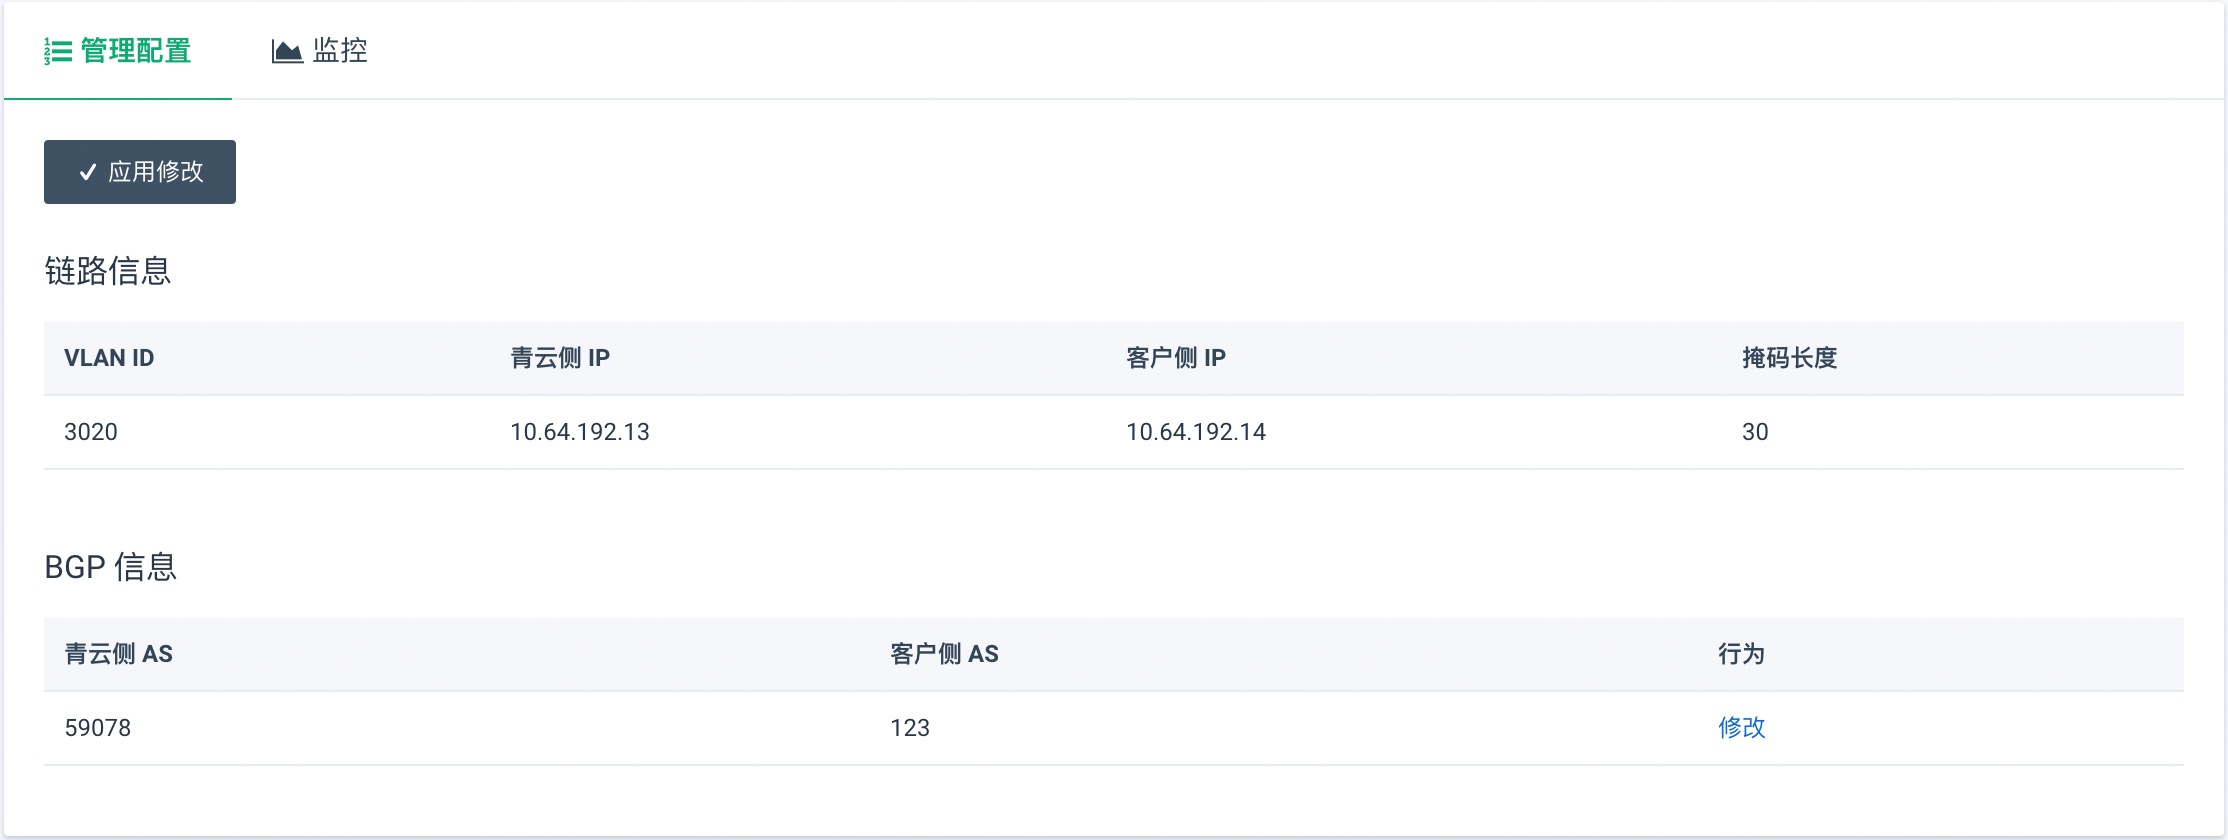 管理配置 监控
应用修改
链路信息
VLAN ID 青云侧 IP 客户侧 IP 掩码长度
3020 10.64.192.13 10.64.192.14 30
BGP 信息
青云侧 AS 客户侧 AS 行为
59078 123 修改